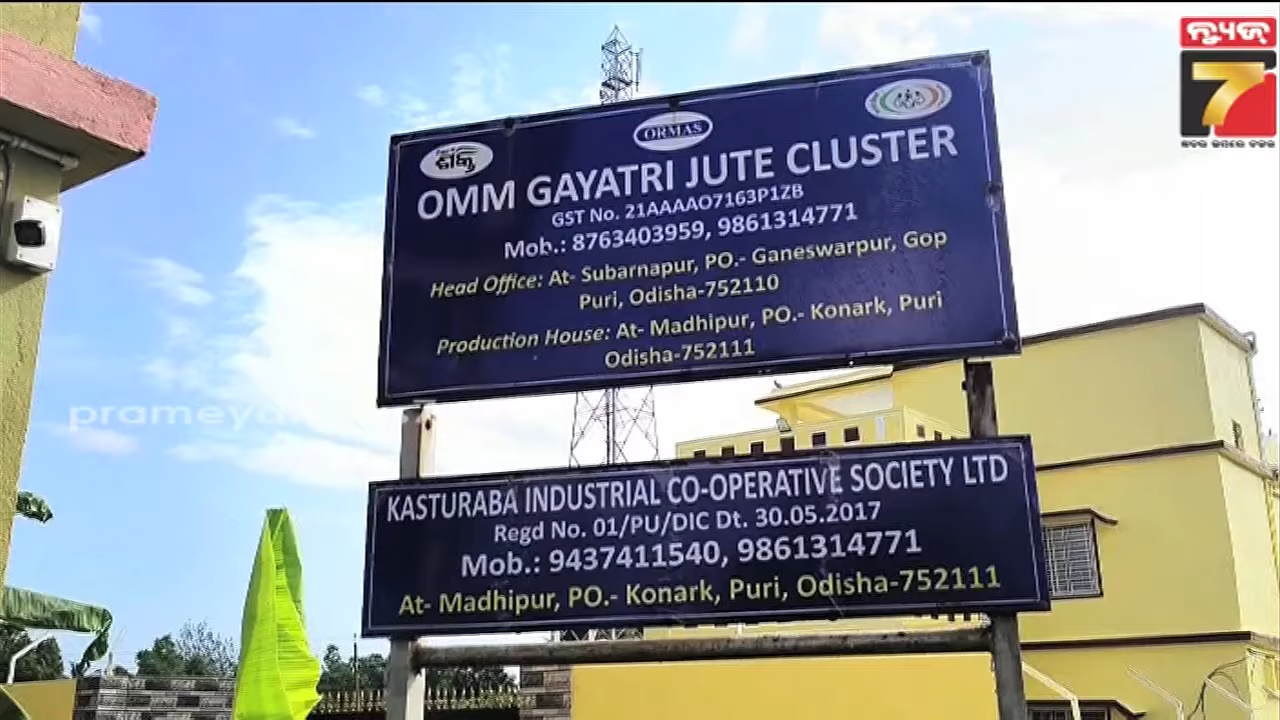 ନ୍ୟୁଜ୍
7
ORMAS
OMM GAYATRI JUTE CLUSTER
GST No. 21AAAAO7163P1ZB
Mob.: 8763403959, 9861314771
Head Office: At- Subarnapur, PO.- Ganeswarpur, Gop
Puri, Odisha-752110
Production House: At- Madhipur, PO.- Konark, Puri
Odisha-752111
KASTURABA INDUSTRIAL CO-OPERATIVE SOCIETY LTD
Regd No. 01/PU/DIC Dt. 30.05.2017
Mob.: 9437411540, 9861314771
At- Madhipur, PO.- Konark, Puri, Odisha-752111